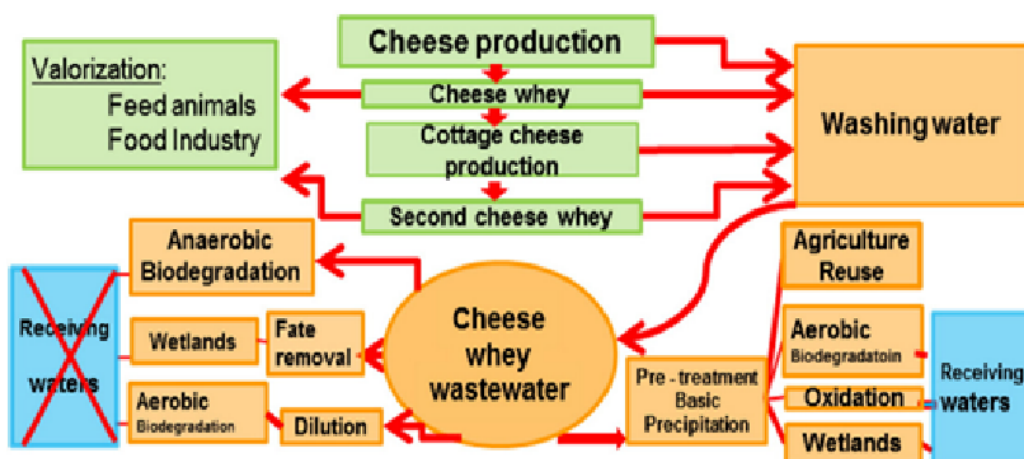 Cheese production
Valorization:
Feed animals
Food Industry
Cheese whey
Cottage cheese
production
Second cheese whey
Washing water
Anaerobic
Biodegradation
Receiving
waters
Wetlands
Fate
removal
Aerobic
Biodegradation
Dilution
Cheese
whey
wastewater
Pre - treatment
Basic
Precipitation
Agriculture
Reuse
Aerobic
Biodegradatoin
Oxidation
Wetlands
Receiving
waters